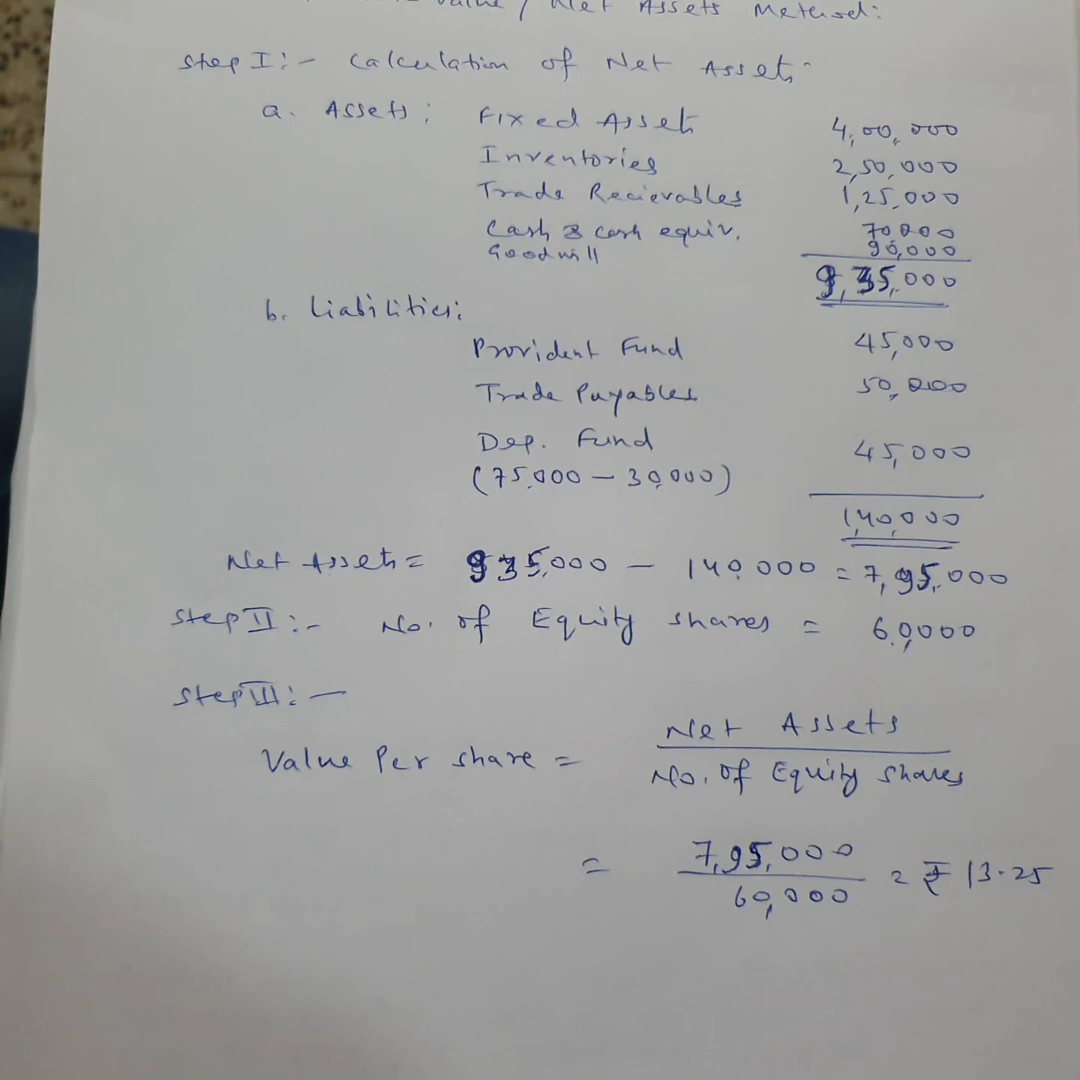 Value / Net Assets Method:
Step I :- Calculation of Net Assets-
a. Assets: Fixed Assets 4,00,000
Inventories 2,50,000
Trade Recievables 1,25,000
Cash & cash equiv. 70000
Goodwill 90,000
9,35,000
b. Liabilities:
Provident Fund 45,000
Trade Payables 50,000
Dep. Fund 45,000
(75,000 - 30,000)
1,40,000
Net Assets = 935,000 - 140,000 = 7,95,000
Step II :- No. of Equity shares = 60,000
Step III :-
Net Assets
Value Per share =
No. of Equity shares
7,95,000
= = ₹ 13.25
60,000